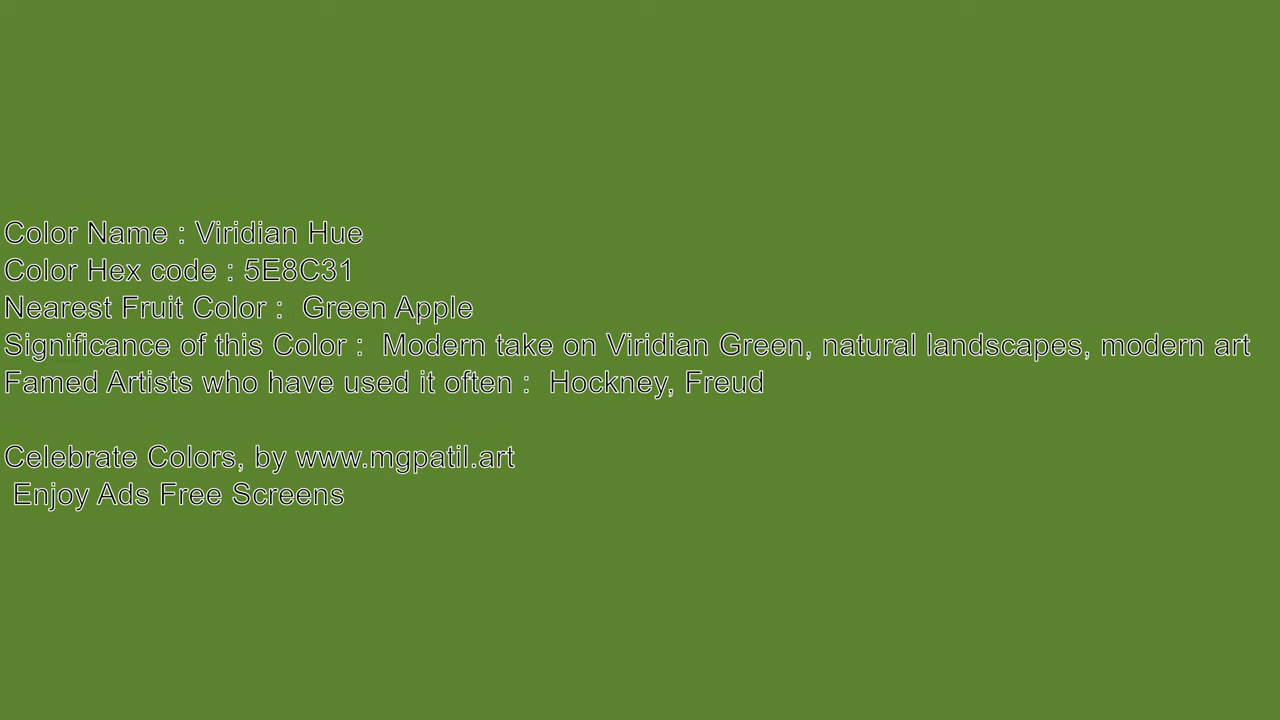 Color Name : Viridian Hue
Color Hex code : 5E8C31
Nearest Fruit Color :  Green Apple
Significance of this Color :  Modern take on Viridian Green, natural landscapes, modern art
Famed Artists who have used it often :  Hockney, Freud
Celebrate Colors, by www.mgpatil.art
Enjoy Ads Free Screens